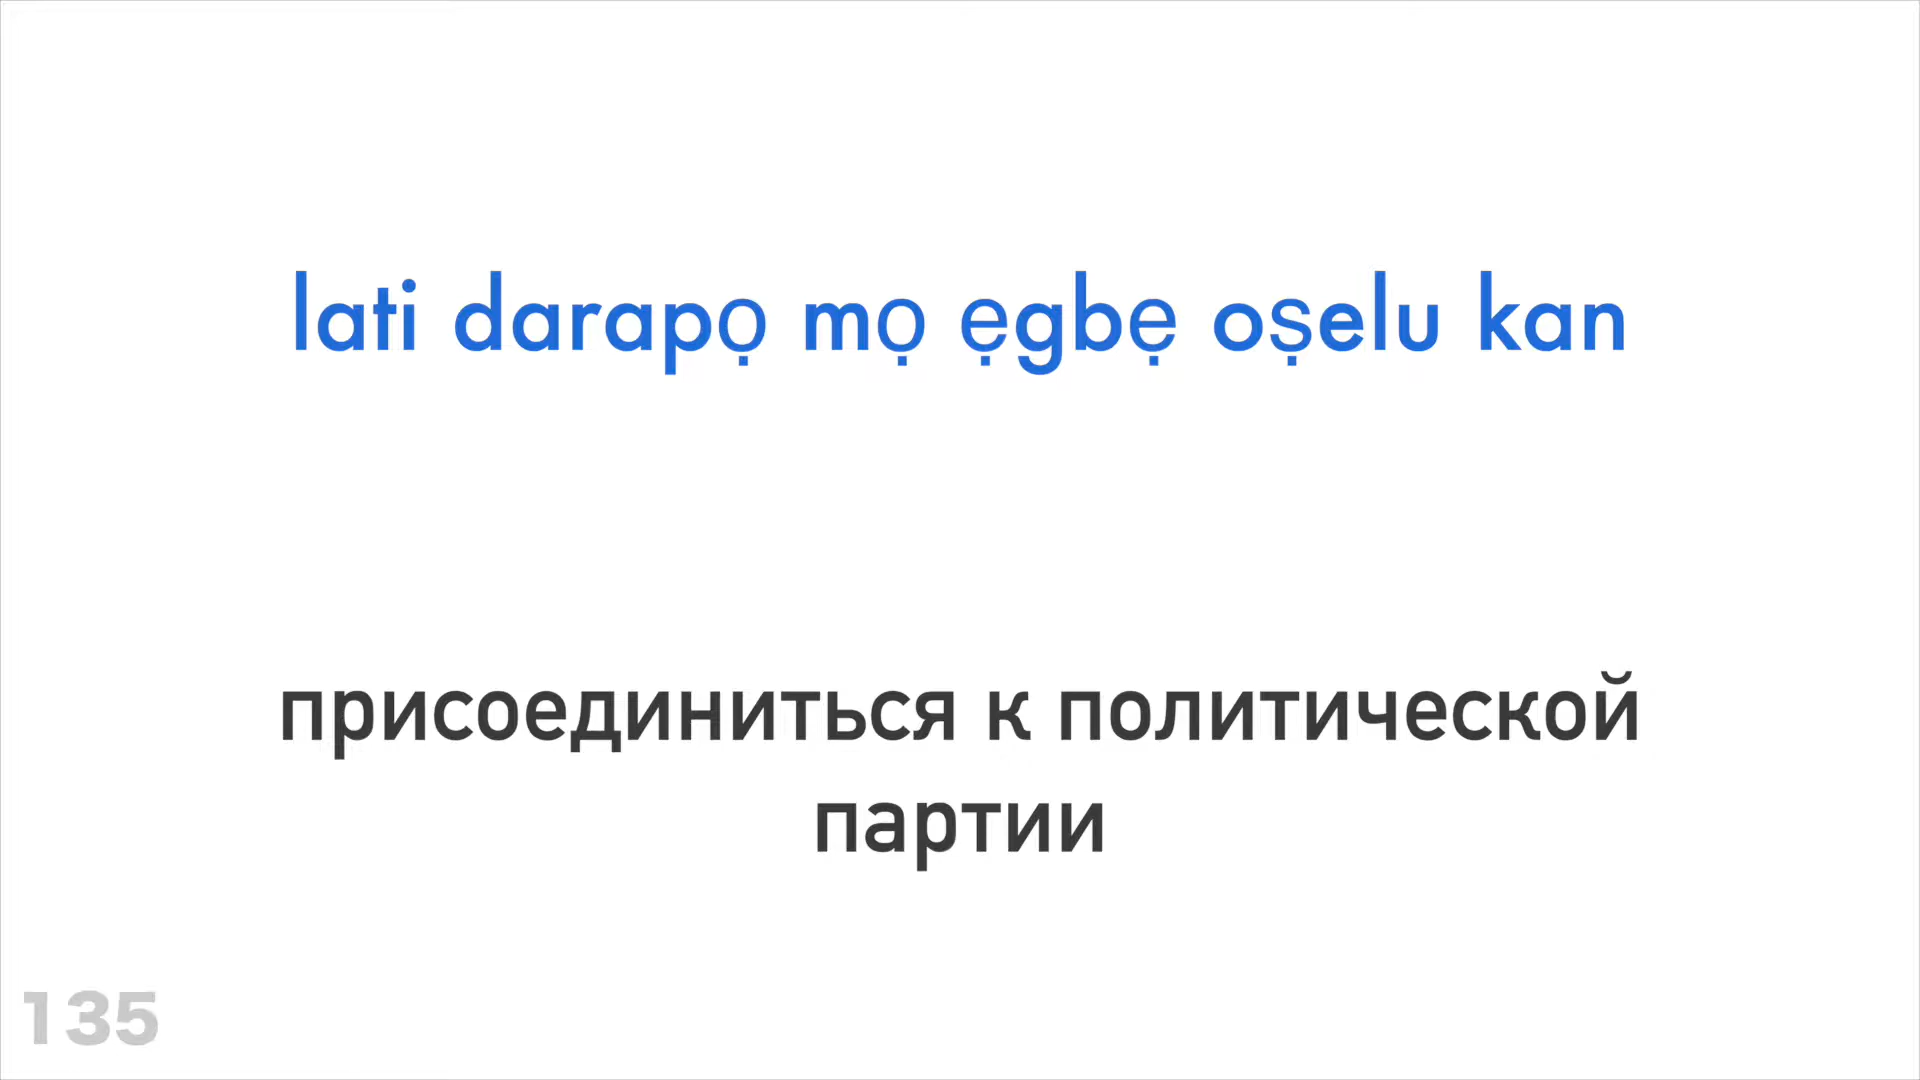 lati darapọ mọ ẹgbẹ oṣelu kan
присоединиться к политической
партии
135